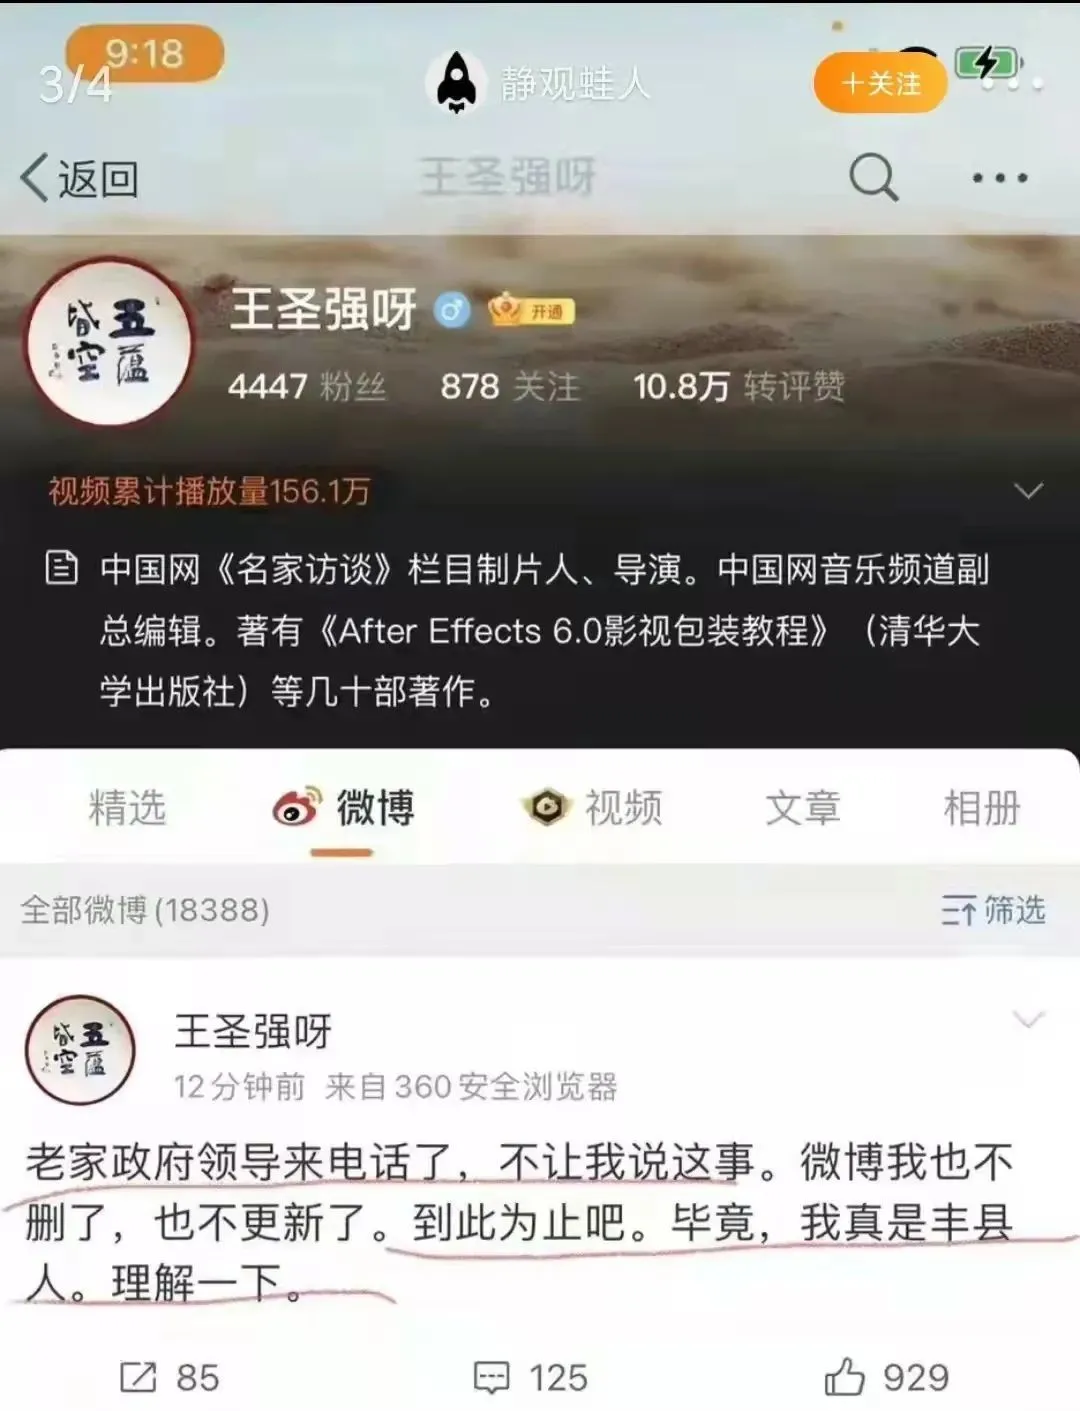 9:18
3/4
静观蛙人
十关注
返回
王圣强呀
五蕴
皆空
王圣强呀
开通
4447 粉丝 878 关注 10.8万 转评赞
视频累计播放量156.1万
中国网《名家访谈》栏目制片人、导演。中国网音乐频道副
总编辑。著有《After Effects 6.0影视包装教程》（清华大
学出版社）等几十部著作。
精选 微博 视频 文章 相册
全部微博(18388)
筛选
五蕴
皆空
王圣强呀
12分钟前 来自360安全浏览器
老家政府领导来电话了，不让我说这事。微博我也不
删了，也不更新了。到此为止吧。毕竟，我真是丰县
人。理解一下。
85 125 929